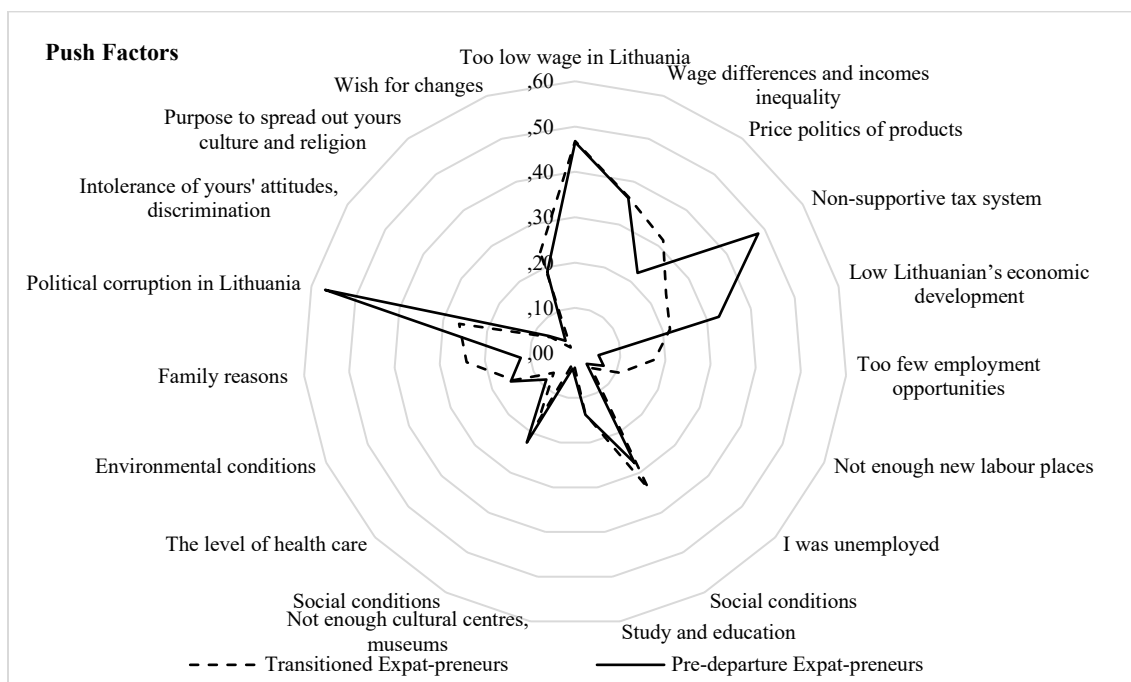 Push Factors
Too low wage in Lithuania
Wage differences and incomes
inequality
Price politics of products
Non-supportive tax system
Low Lithuanian’s economic
development
Too few employment
opportunities
Not enough new labour places
I was unemployed
Social conditions
Study and education
Not enough cultural centres,
museums
Social conditions
The level of health care
Environmental conditions
Family reasons
Political corruption in Lithuania
Intolerance of yours' attitudes,
discrimination
Purpose to spread out yours
culture and religion
Wish for changes
,60
,50
,40
,30
,20
,10
,00
Transitioned Expat-preneurs
Pre-departure Expat-preneurs